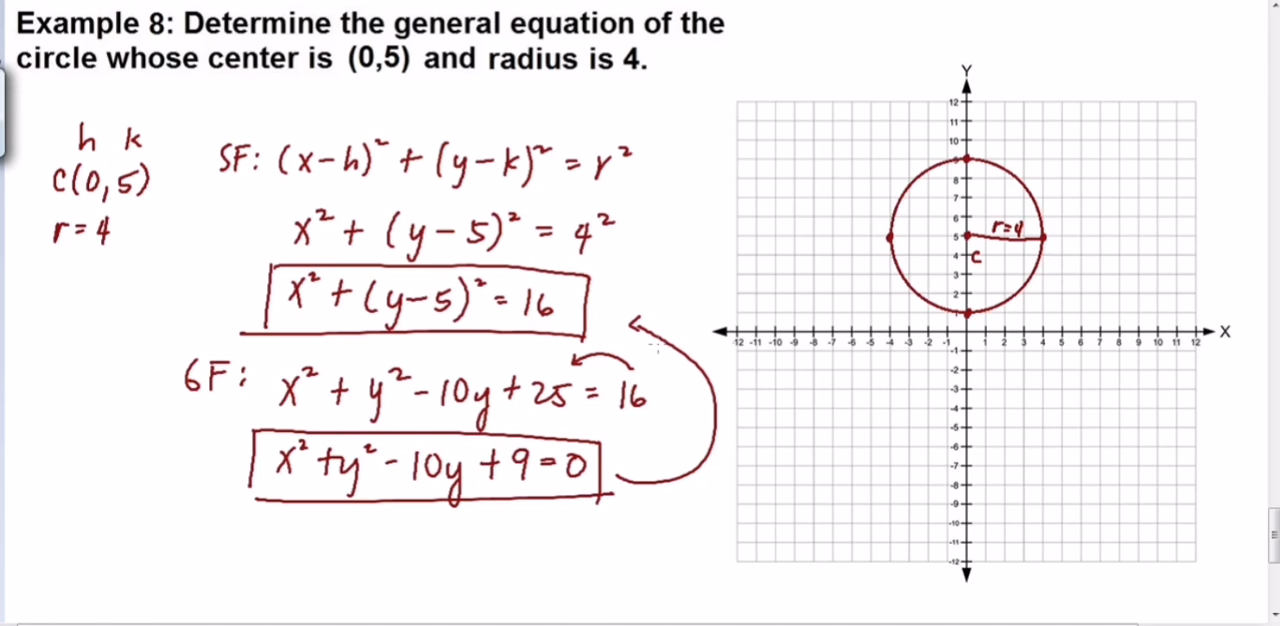 Example 8: Determine the general equation of the
circle whose center is (0,5) and radius is 4.
h k
C(0,5)
r=4
SF: (x-h)² + (y-k)² = r²
x² + (y-5)² = 4²
x² + (y-5)² = 16
GF: x² + y² - 10y + 25 = 16
x² + y² - 10y + 9 = 0
Y
12
11
10
8
7
6
5
r=4
4
C
3
2
X
-12 -11 -10 -9 -8 -7 -6 -5 -4 -3 -2 -1 1 2 3 4 5 6 7 8 9 10 11 12
-1
-2
-3
-4
-5
-6
-7
-8
-9
-10
-11
-12